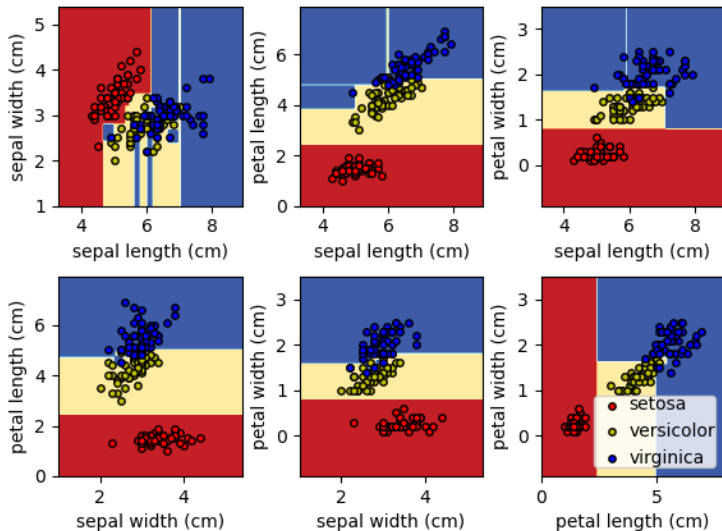 5
4
3
2
1
4
6
8
sepal width (cm)
sepal length (cm)
6
4
2
0
4
6
8
petal length (cm)
sepal length (cm)
3
2
1
0
4
6
8
petal width (cm)
sepal length (cm)
6
4
2
0
2
4
petal length (cm)
sepal width (cm)
3
2
1
0
2
4
petal width (cm)
sepal width (cm)
3
2
1
0
0
5
petal width (cm)
petal length (cm)
setosa
versicolor
virginica